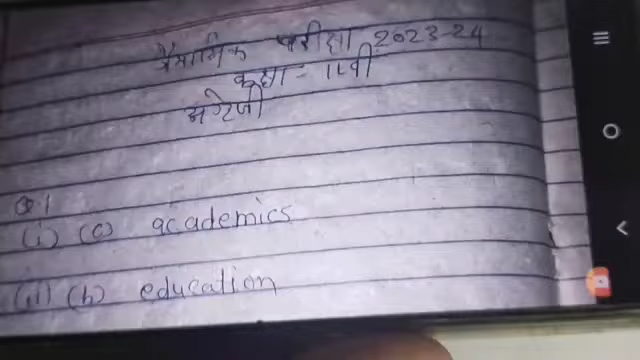 त्रैमासिक परीक्षा 2023-24
कक्षा - 11वी
अंग्रेजी
Q.1
(i) (c) academics
(ii) (b) education